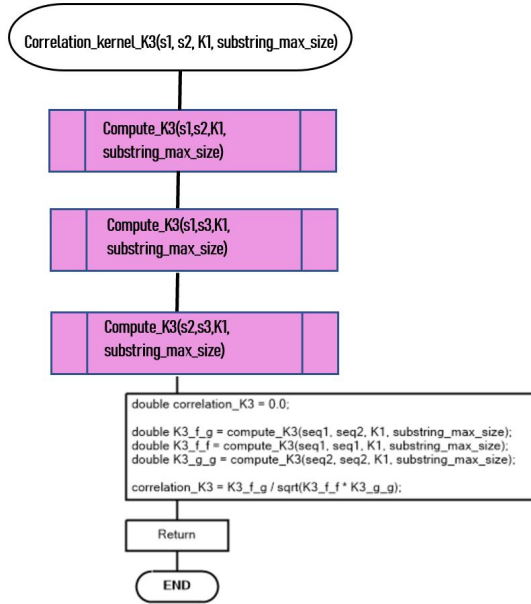 Correlation_kernel_K3(s1, s2, K1, substring_max_size)
Compute_K3(s1,s2,K1,
substring_max_size)
Compute_K3(s1,s3,K1,
substring_max_size)
Compute_K3(s2,s3,K1,
substring_max_size)
double correlation_K3 = 0.0;
double K3_f_g = compute_K3(seq1, seq2, K1, substring_max_size);
double K3_f_f = compute_K3(seq1, seq1, K1, substring_max_size);
double K3_g_g = compute_K3(seq2, seq2, K1, substring_max_size);
correlation_K3 = K3_f_g / sqrt(K3_f_f * K3_g_g);
Return
END